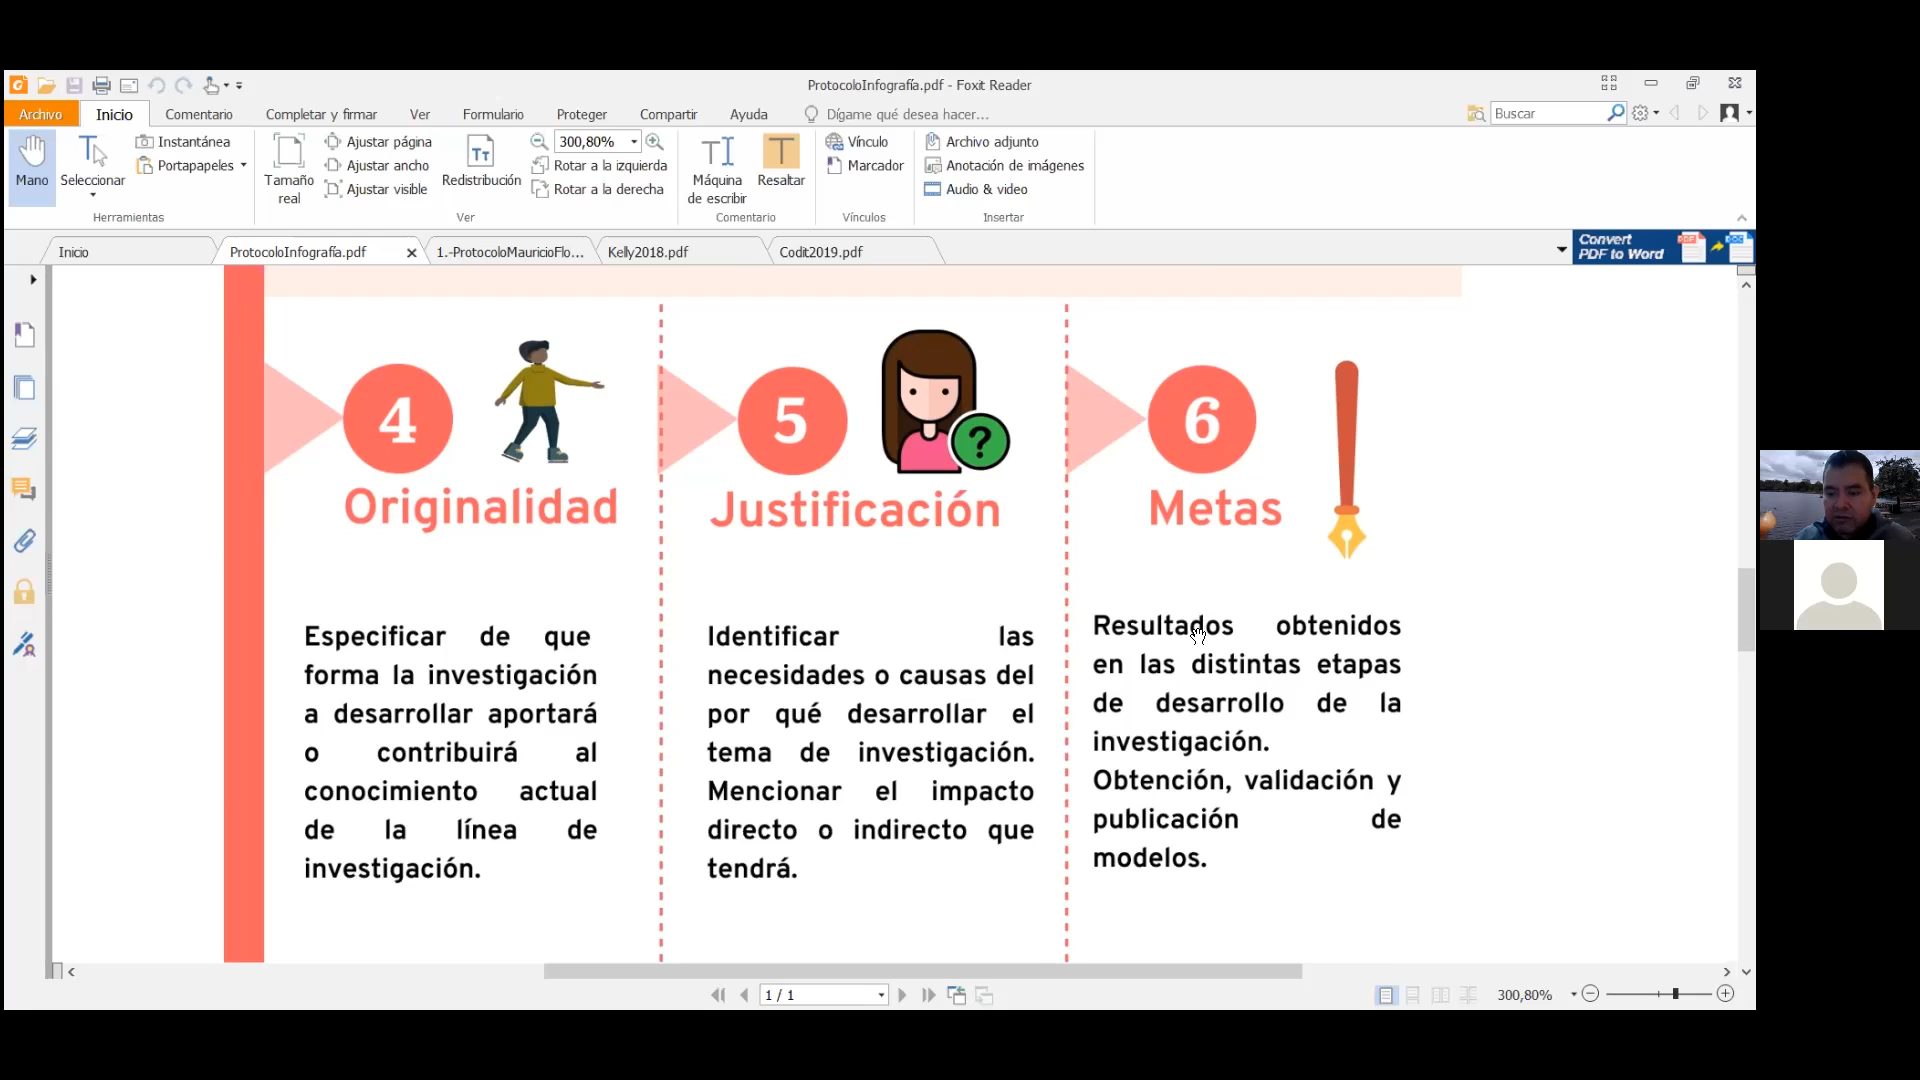 ProtocoloInfografía.pdf - Foxit Reader
Archivo Inicio Comentario Completar y firmar Ver Formulario Proteger Compartir Ayuda Dígame qué desea hacer... Buscar
Mano
Seleccionar
Instantánea
Portapapeles
Herramientas
Tamaño
real
Ajustar página
Ajustar ancho
Ajustar visible
Redistribución
300,80%
Rotar a la izquierda
Rotar a la derecha
Ver
Máquina
de escribir
Resaltar
Comentario
Vínculo
Marcador
Vínculos
Archivo adjunto
Anotación de imágenes
Audio & video
Insertar
Inicio ProtocoloInfografía.pdf 1.-ProtocoloMauricioFlo... Kelly2018.pdf Codit2019.pdf
Convert
PDF to Word
4
Originalidad
Especificar de que
forma la investigación
a desarrollar aportará
o contribuirá al
conocimiento actual
de la línea de
investigación.
5
?
Justificación
Identificar las
necesidades o causas del
por qué desarrollar el
tema de investigación.
Mencionar el impacto
directo o indirecto que
tendrá.
6
Metas
Resultados obtenidos
en las distintas etapas
de desarrollo de la
investigación.
Obtención, validación y
publicación de
modelos.
1 / 1
300,80%